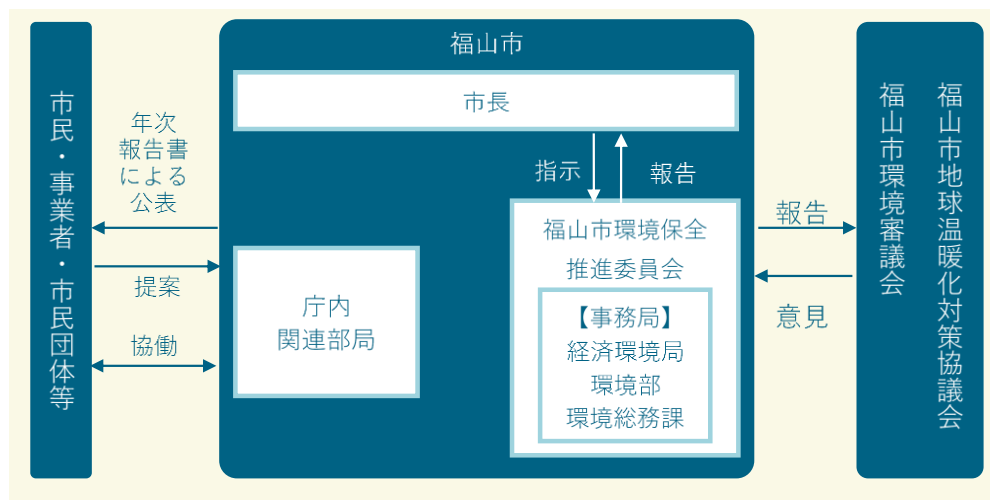 市民・事業者・市民団体等
年次
報告書
による
公表
提案
協働
福山市
市長
指示
報告
庁内
関連部局
福山市環境保全
推進委員会
【事務局】
経済環境局
環境部
環境総務課
報告
意見
福山市地球温暖化対策協議会
福山市環境審議会